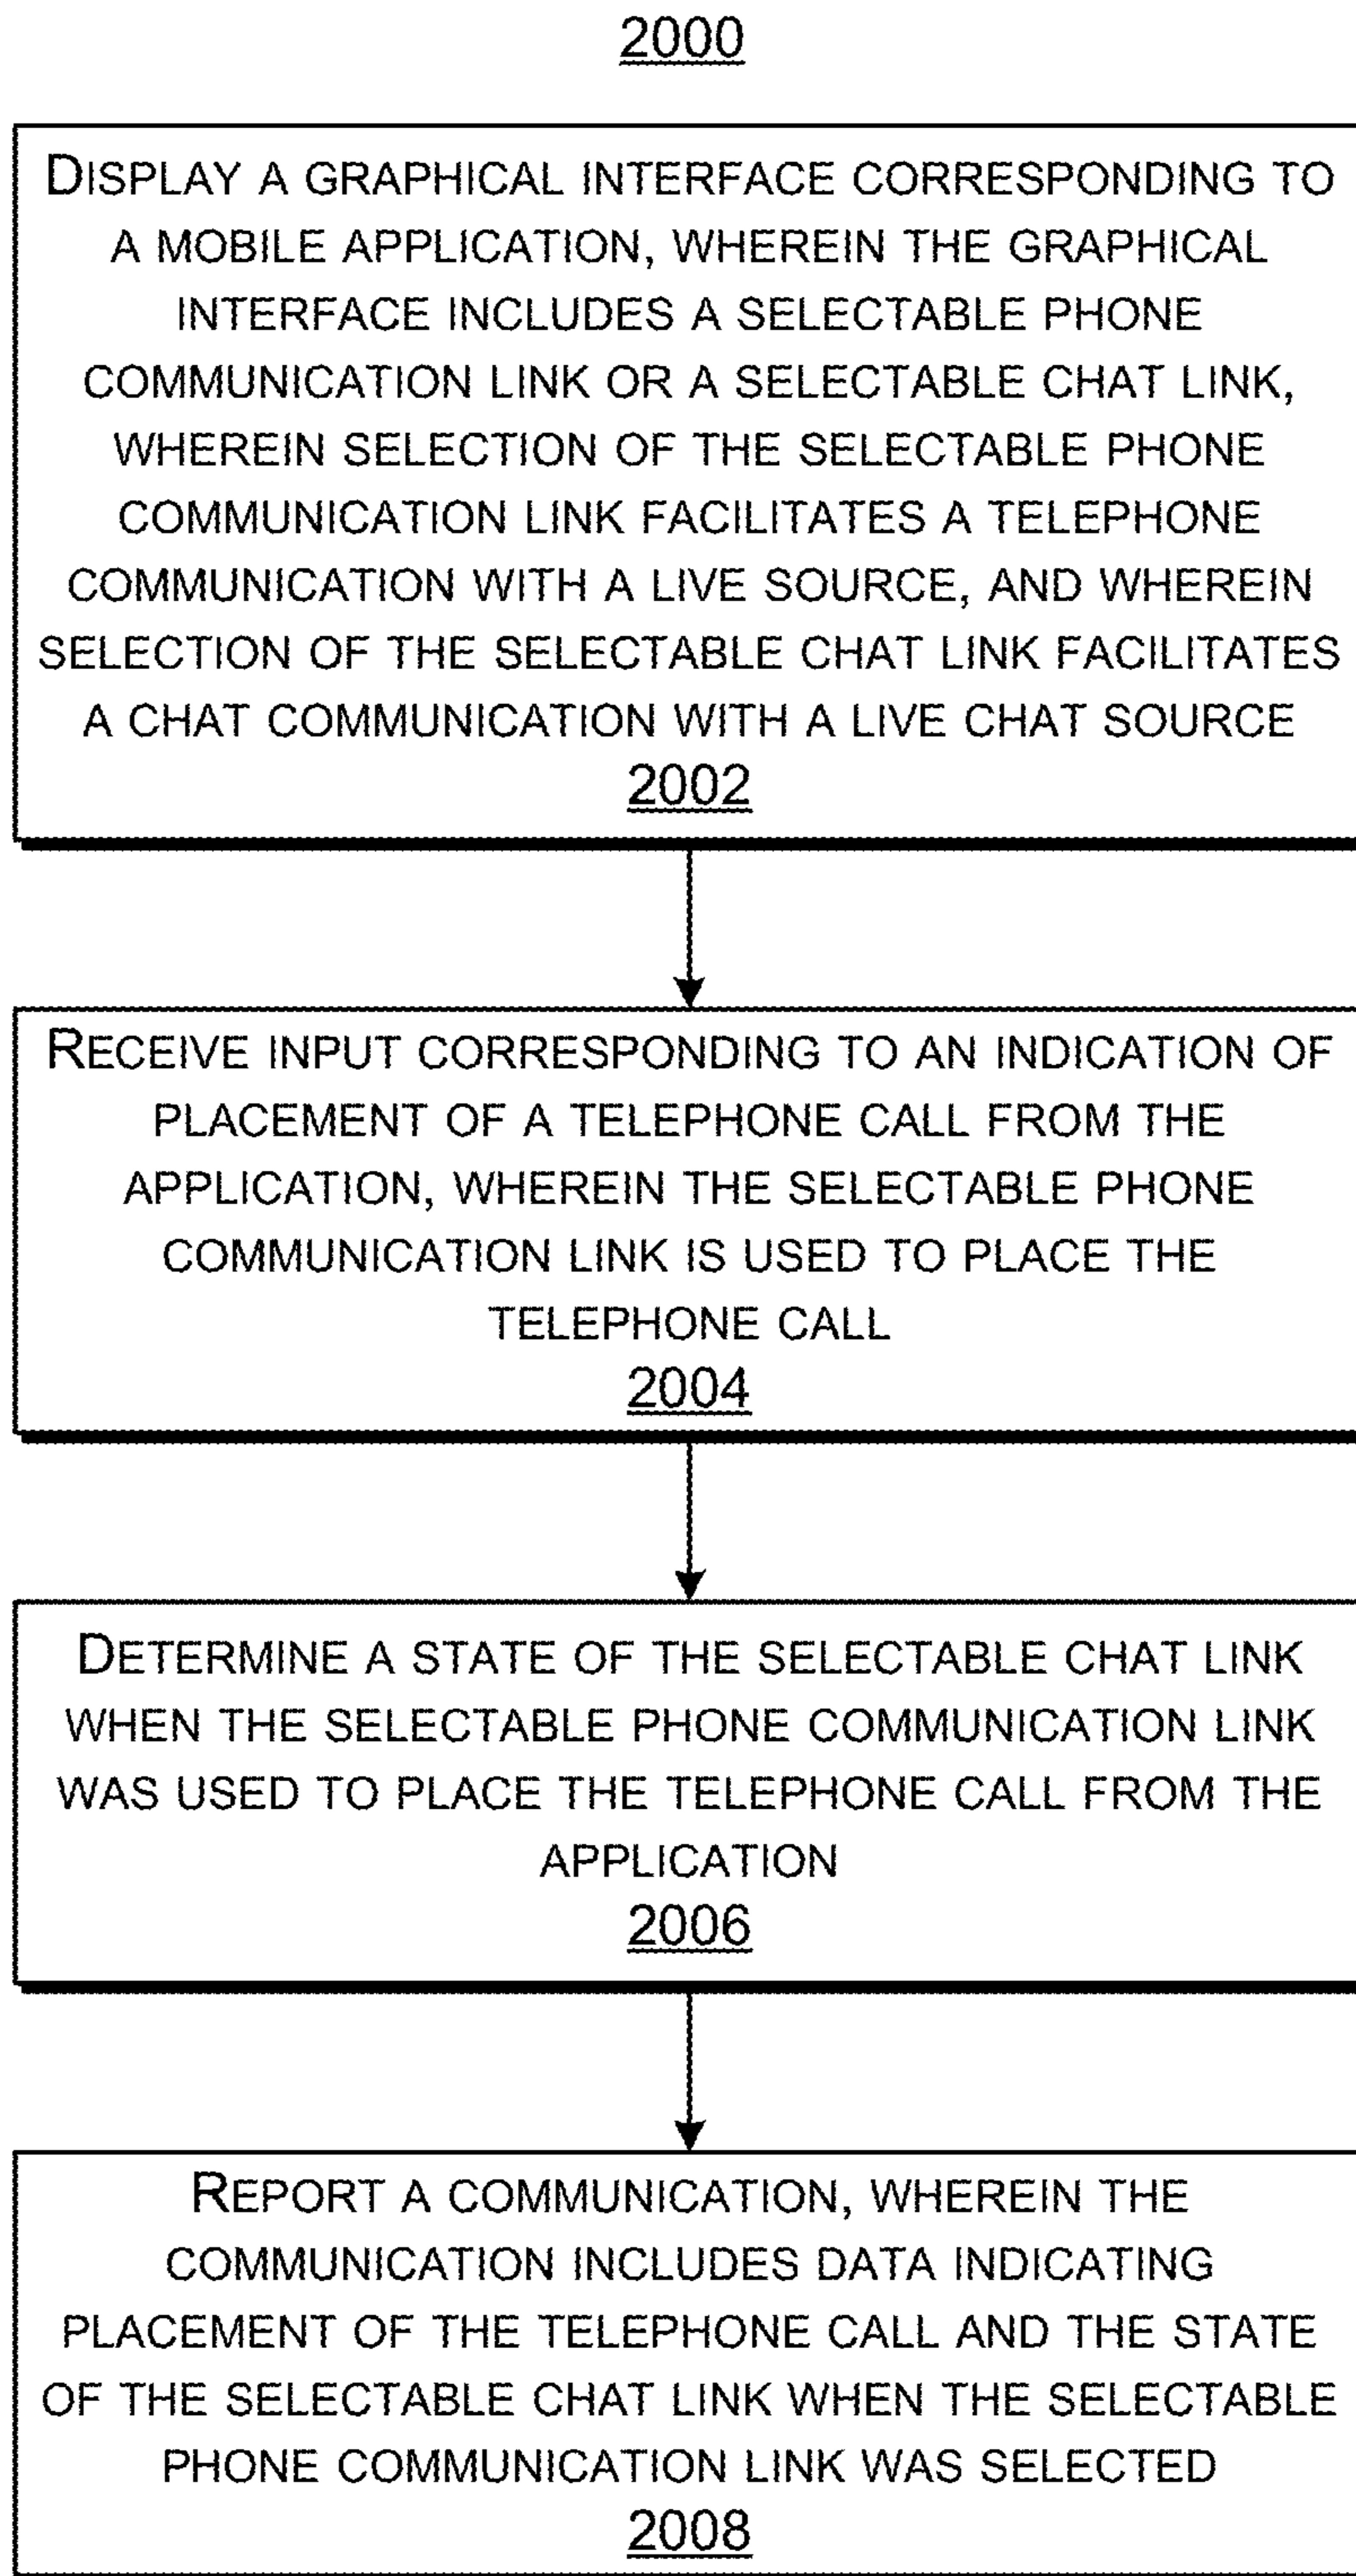 2000
DISPLAY A GRAPHICAL INTERFACE CORRESPONDING TO
A MOBILE APPLICATION, WHEREIN THE GRAPHICAL
INTERFACE INCLUDES A SELECTABLE PHONE
COMMUNICATION LINK OR A SELECTABLE CHAT LINK,
WHEREIN SELECTION OF THE SELECTABLE PHONE
COMMUNICATION LINK FACILITATES A TELEPHONE
COMMUNICATION WITH A LIVE SOURCE, AND WHEREIN
SELECTION OF THE SELECTABLE CHAT LINK FACILITATES
A CHAT COMMUNICATION WITH A LIVE CHAT SOURCE
2002
RECEIVE INPUT CORRESPONDING TO AN INDICATION OF
PLACEMENT OF A TELEPHONE CALL FROM THE
APPLICATION, WHEREIN THE SELECTABLE PHONE
COMMUNICATION LINK IS USED TO PLACE THE
TELEPHONE CALL
2004
DETERMINE A STATE OF THE SELECTABLE CHAT LINK
WHEN THE SELECTABLE PHONE COMMUNICATION LINK
WAS USED TO PLACE THE TELEPHONE CALL FROM THE
APPLICATION
2006
REPORT A COMMUNICATION, WHEREIN THE
COMMUNICATION INCLUDES DATA INDICATING
PLACEMENT OF THE TELEPHONE CALL AND THE STATE
OF THE SELECTABLE CHAT LINK WHEN THE SELECTABLE
PHONE COMMUNICATION LINK WAS SELECTED
2008